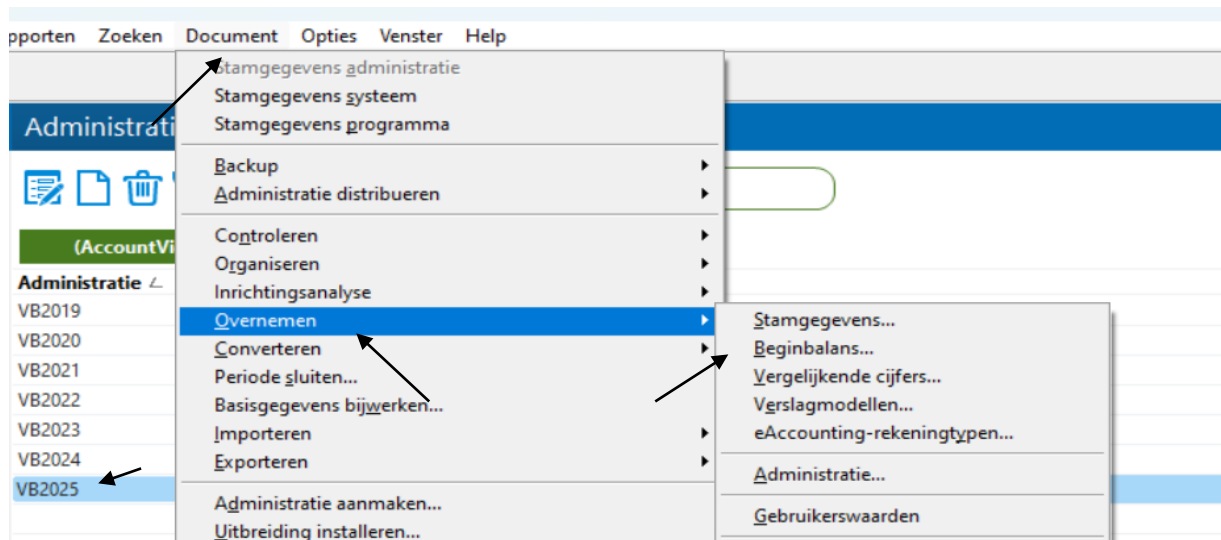 pporten Zoeken Document Opties Venster Help
Stamgegevens administratie
Stamgegevens systeem
Stamgegevens programma
Administrati
Backup
Administratie distribueren
(AccountVi
Controleren
Organiseren
Inrichtingsanalyse
Overnemen
Converteren
Periode sluiten...
Basisgegevens bijwerken...
Importeren
Exporteren
Administratie aanmaken...
Uitbreiding installeren...
Administratie
VB2019
VB2020
VB2021
VB2022
VB2023
VB2024
VB2025
Stamgegevens...
Beginbalans...
Vergelijkende cijfers...
Verslagmodellen...
eAccounting-rekeningtypen...
Administratie...
Gebruikerswaarden